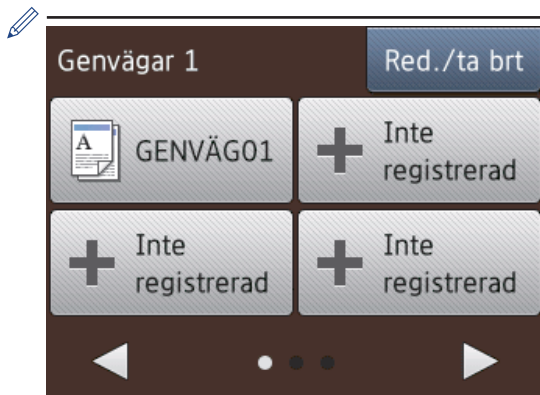 Genvägar 1
Red./ta brt
A
GENVÄG01
Inte
registrerad
Inte
registrerad
Inte
registrerad